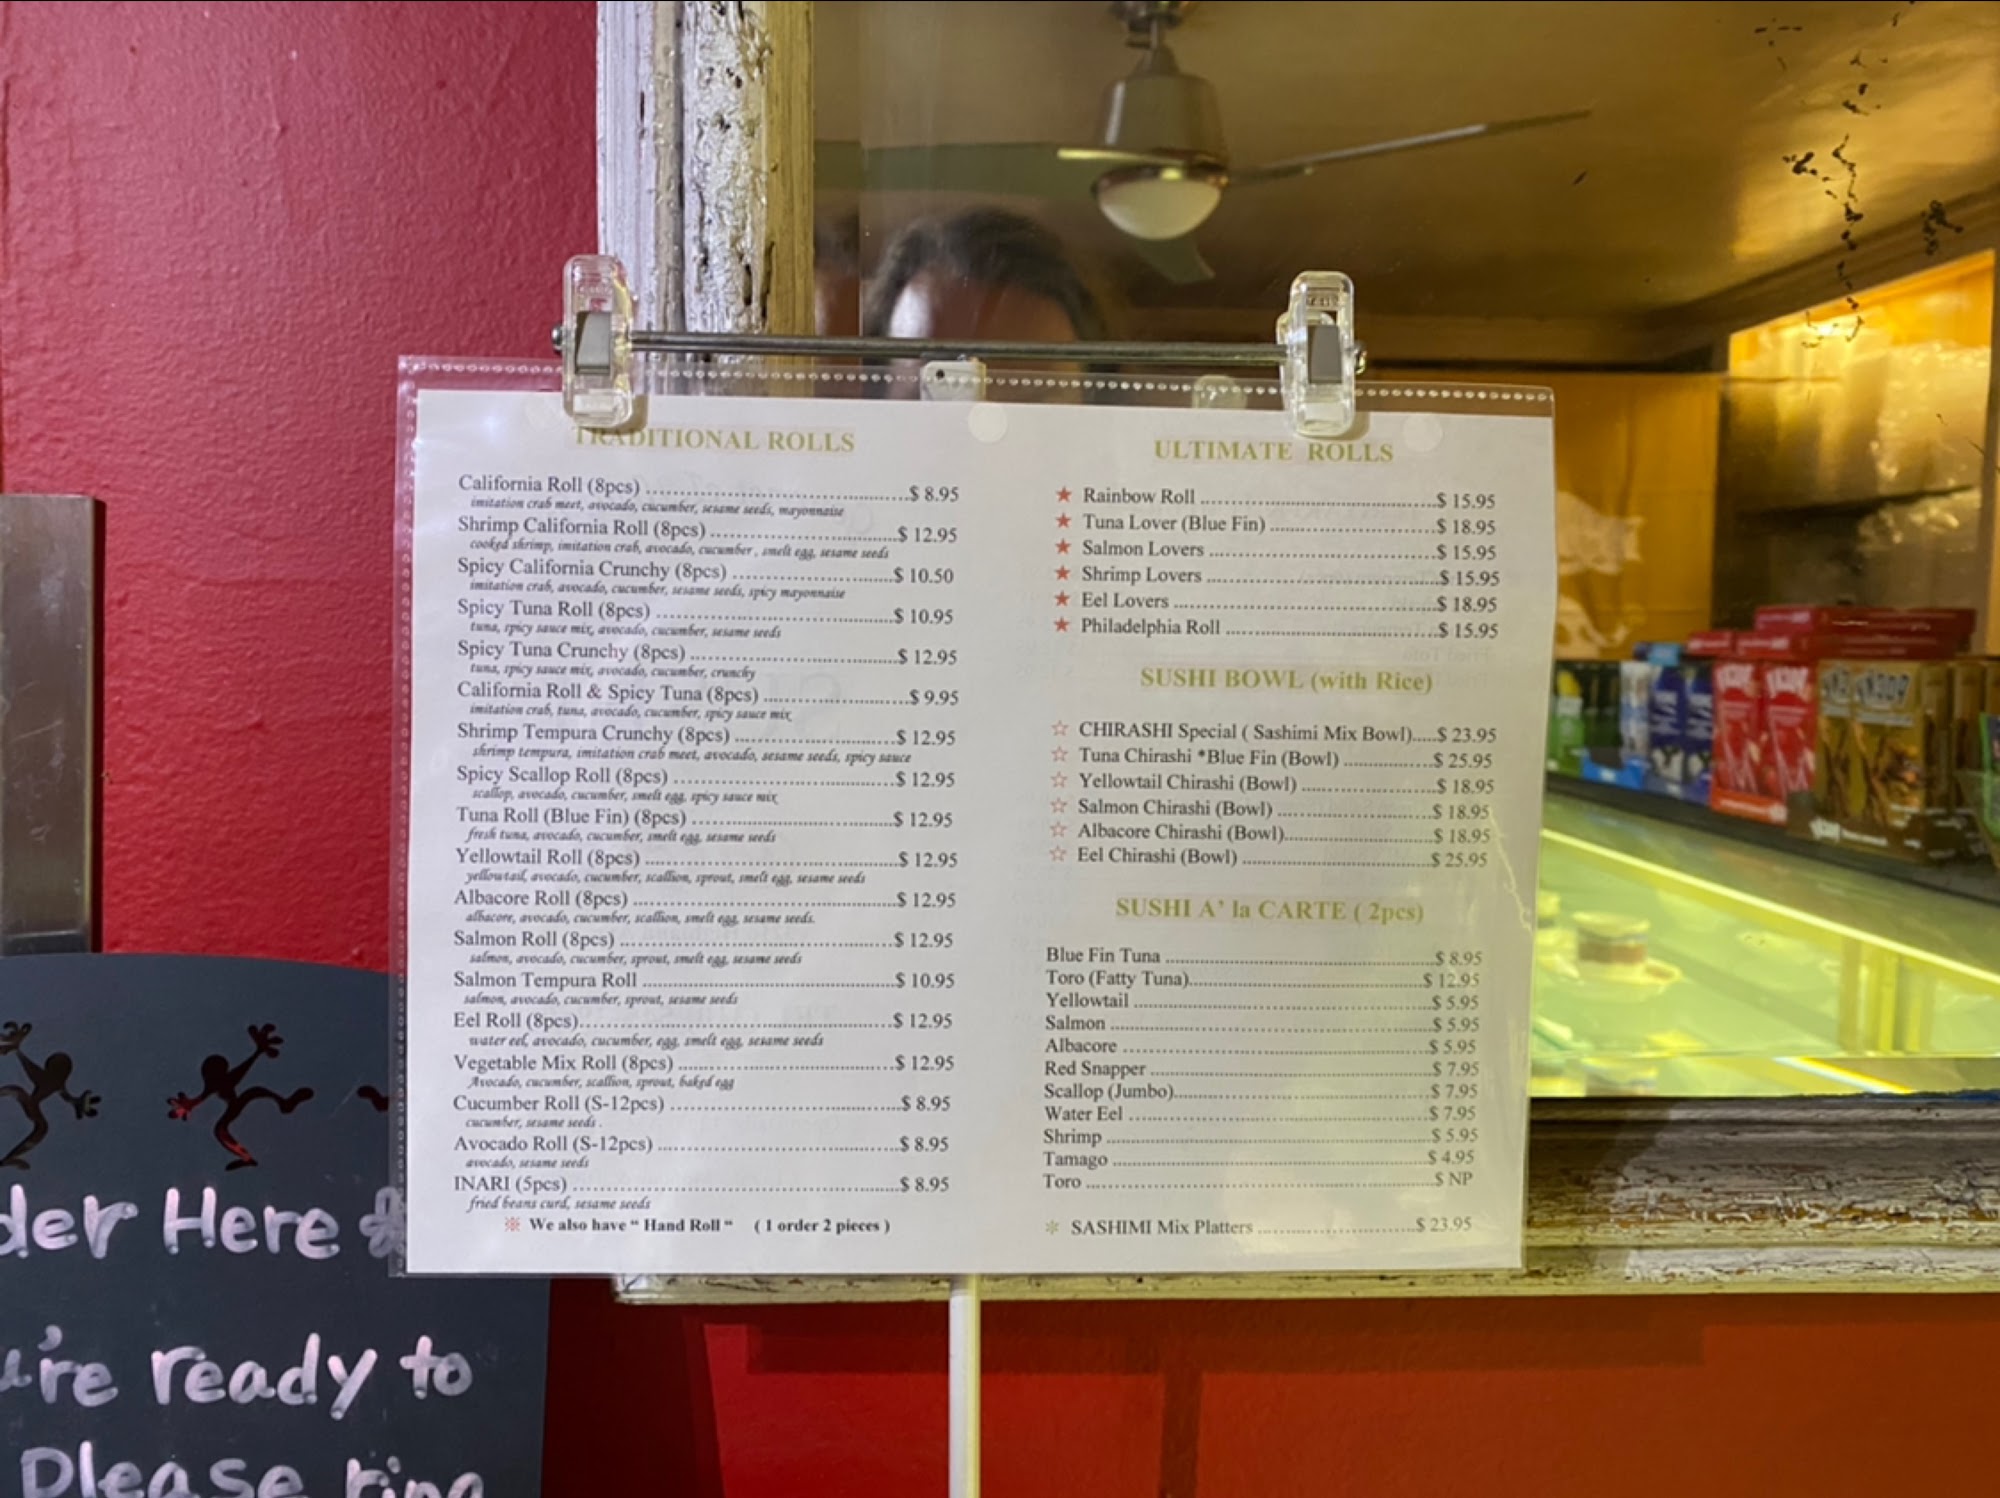 TRADITIONAL ROLLS
California Roll (8pcs) ........ $ 8.95
imitation crab meet, avocado, cucumber, sesame seeds, mayonnaise
Shrimp California Roll (8pcs) ........ $ 12.95
cooked shrimp, imitation crab, avocado, cucumber , smelt egg, sesame seeds
Spicy California Crunchy (8pcs) ........ $ 10.50
imitation crab, avocado, cucumber, sesame seeds, spicy mayonnaise
Spicy Tuna Roll (8pcs) ........ $ 10.95
tuna, spicy sauce mix, avocado, cucumber, sesame seeds
Spicy Tuna Crunchy (8pcs) ........ $ 12.95
tuna, spicy sauce mix, avocado, cucumber, crunchy
California Roll & Spicy Tuna (8pcs) ........ $ 9.95
imitation crab, tuna, avocado, cucumber, spicy sauce mix
Shrimp Tempura Crunchy (8pcs) ........ $ 12.95
shrimp tempura, imitation crab meet, avocado, sesame seeds, spicy sauce
Spicy Scallop Roll (8pcs) ........ $ 12.95
scallop, avocado, cucumber, smelt egg, spicy sauce mix
Tuna Roll (Blue Fin) (8pcs) ........ $ 12.95
fresh tuna, avocado, cucumber, smelt egg, sesame seeds
Yellowtail Roll (8pcs) ........ $ 12.95
yellowtail, avocado, cucumber, scallion, sprout, smelt egg, sesame seeds
Albacore Roll (8pcs) ........ $ 12.95
albacore, avocado, cucumber, scallion, smelt egg, sesame seeds.
Salmon Roll (8pcs) ........ $ 12.95
salmon, avocado, cucumber, sprout, smelt egg, sesame seeds
Salmon Tempura Roll ........ $ 10.95
salmon, avocado, cucumber, sprout, sesame seeds
Eel Roll (8pcs)........ $ 12.95
water eel, avocado, cucumber, egg, smelt egg, sesame seeds
Vegetable Mix Roll (8pcs) ........ $ 12.95
Avocado, cucumber, scallion, sprout, baked egg
Cucumber Roll (S-12pcs) ........ $ 8.95
cucumber, sesame seeds .
Avocado Roll (S-12pcs) ........ $ 8.95
avocado, sesame seeds
INARI (5pcs) ........ $ 8.95
fried beans curd, sesame seeds
※ We also have “ Hand Roll “ ( 1 order 2 pieces )
ULTIMATE ROLLS
★ Rainbow Roll ........ $ 15.95
★ Tuna Lover (Blue Fin) ........ $ 18.95
★ Salmon Lovers ........ $ 15.95
★ Shrimp Lovers ........ $ 15.95
★ Eel Lovers ........ $ 18.95
★ Philadelphia Roll ........ $ 15.95
SUSHI BOWL (with Rice)
☆ CHIRASHI Special ( Sashimi Mix Bowl).....$ 23.95
☆ Tuna Chirashi *Blue Fin (Bowl) ........ $ 25.95
☆ Yellowtail Chirashi (Bowl) ........ $ 18.95
☆ Salmon Chirashi (Bowl) ........ $ 18.95
☆ Albacore Chirashi (Bowl)........ $ 18.95
☆ Eel Chirashi (Bowl) ........ $ 25.95
SUSHI A’ la CARTE ( 2pcs)
Blue Fin Tuna ........ $ 8.95
Toro (Fatty Tuna)........ $ 12.95
Yellowtail ........ $ 5.95
Salmon ........ $ 5.95
Albacore ........ $ 5.95
Red Snapper ........ $ 7.95
Scallop (Jumbo)........ $ 7.95
Water Eel ........ $ 7.95
Shrimp ........ $ 5.95
Tamago ........ $ 4.95
Toro ........ $ NP
✲ SASHIMI Mix Platters ........ $ 23.95
Here &
ready to
Please ring